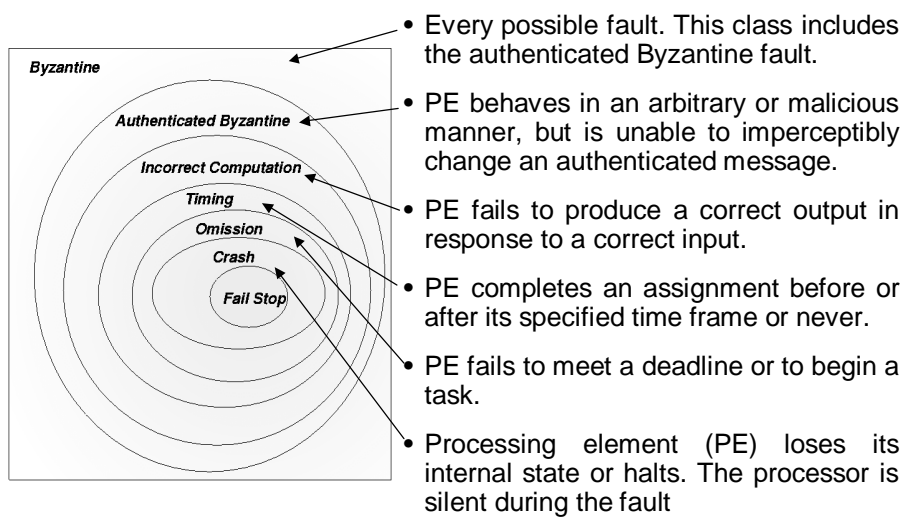 Byzantine
Authenticated Byzantine
Incorrect Computation
Timing
Omission
Crash
Fail Stop
• Every possible fault. This class includes
the authenticated Byzantine fault.
• PE behaves in an arbitrary or malicious
manner, but is unable to imperceptibly
change an authenticated message.
• PE fails to produce a correct output in
response to a correct input.
• PE completes an assignment before or
after its specified time frame or never.
• PE fails to meet a deadline or to begin a
task.
• Processing element (PE) loses its
internal state or halts. The processor is
silent during the fault